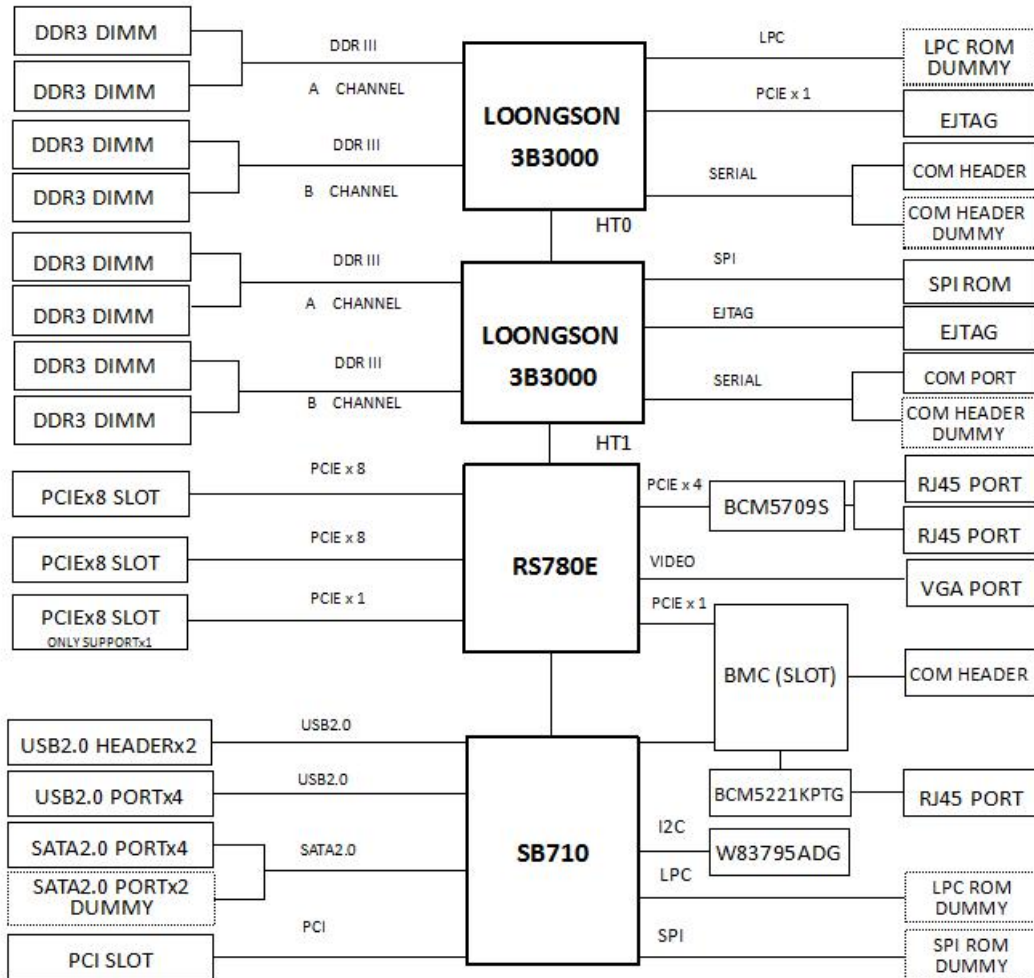 DDR3 DIMM
DDR III
DDR3 DIMM
A CHANNEL
DDR3 DIMM
DDR III
DDR3 DIMM
B CHANNEL
LOONGSON
3B3000
LPC
LPC ROM
DUMMY
PCIE x 1
EJTAG
SERIAL
COM HEADER
COM HEADER
DUMMY
HT0
DDR3 DIMM
DDR III
DDR3 DIMM
A CHANNEL
DDR3 DIMM
DDR III
DDR3 DIMM
B CHANNEL
LOONGSON
3B3000
SPI
SPI ROM
EJTAG
EJTAG
SERIAL
COM PORT
COM HEADER
DUMMY
HT1
PCIEx8 SLOT
PCIE x 8
PCIEx8 SLOT
PCIE x 8
PCIEx8 SLOT
ONLY SUPPORTx1
PCIE x 1
RS780E
PCIE x 4
BCM5709S
RJ45 PORT
RJ45 PORT
VIDEO
VGA PORT
PCIE x 1
BMC (SLOT)
COM HEADER
USB2.0 HEADERx2
USB2.0
USB2.0 PORTx4
USB2.0
SATA2.0 PORTx4
SATA2.0
SATA2.0 PORTx2
DUMMY
PCI SLOT
PCI
SB710
BCM5221KPTG
RJ45 PORT
I2C
W83795ADG
LPC
LPC ROM
DUMMY
SPI
SPI ROM
DUMMY